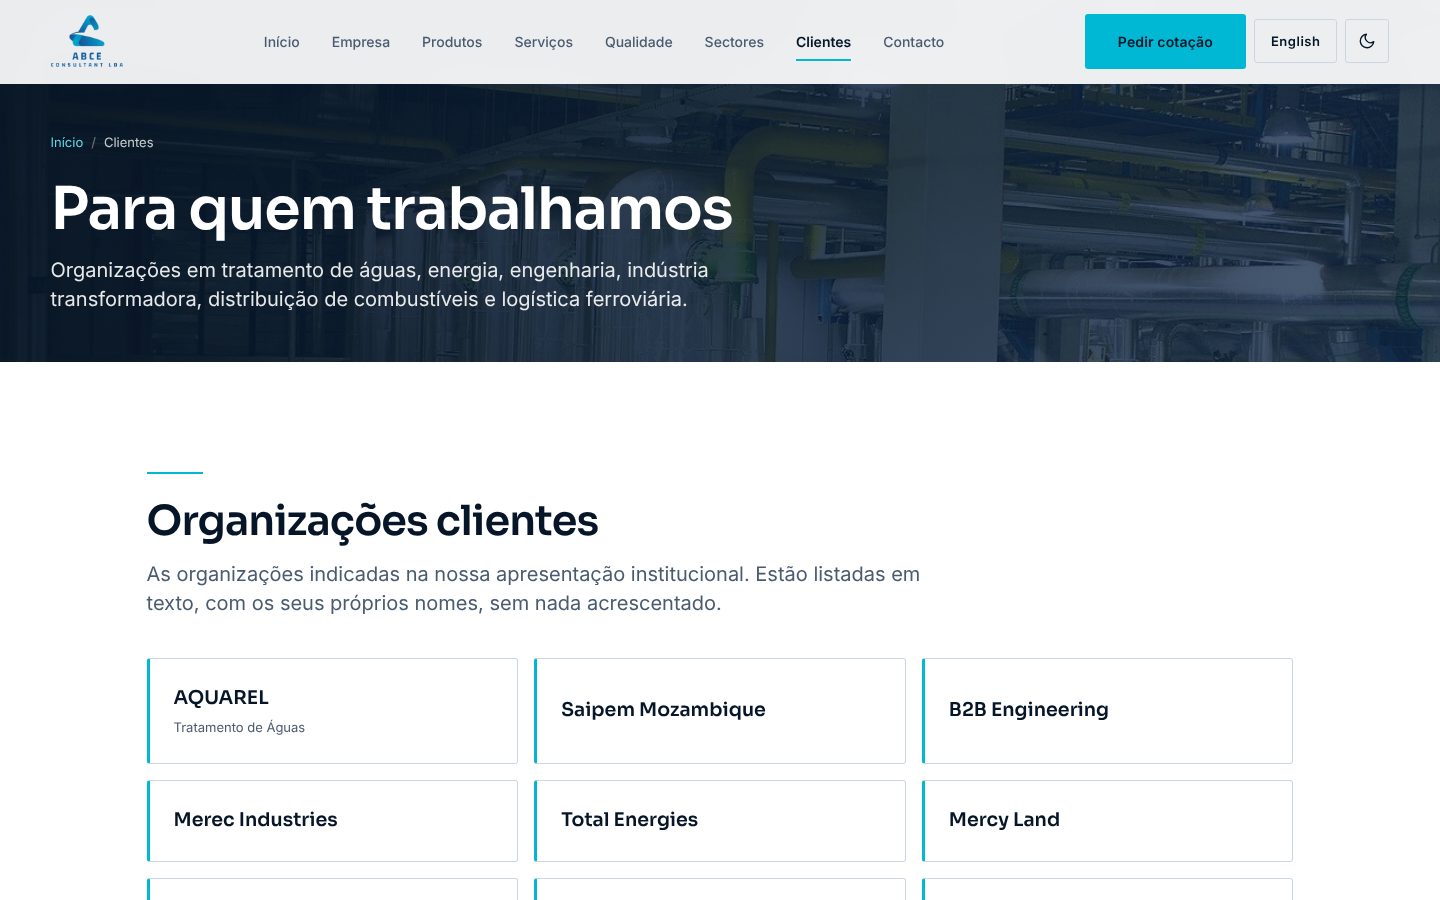 ABCE
CONSULTANT LDA
Início
Empresa
Produtos
Serviços
Qualidade
Sectores
Clientes
Contacto
Pedir cotação
English
Início / Clientes
Para quem trabalhamos
Organizações em tratamento de águas, energia, engenharia, indústria
transformadora, distribuição de combustíveis e logística ferroviária.
Organizações clientes
As organizações indicadas na nossa apresentação institucional. Estão listadas em
texto, com os seus próprios nomes, sem nada acrescentado.
AQUAREL
Tratamento de Águas
Saipem Mozambique
B2B Engineering
Merec Industries
Total Energies
Mercy Land